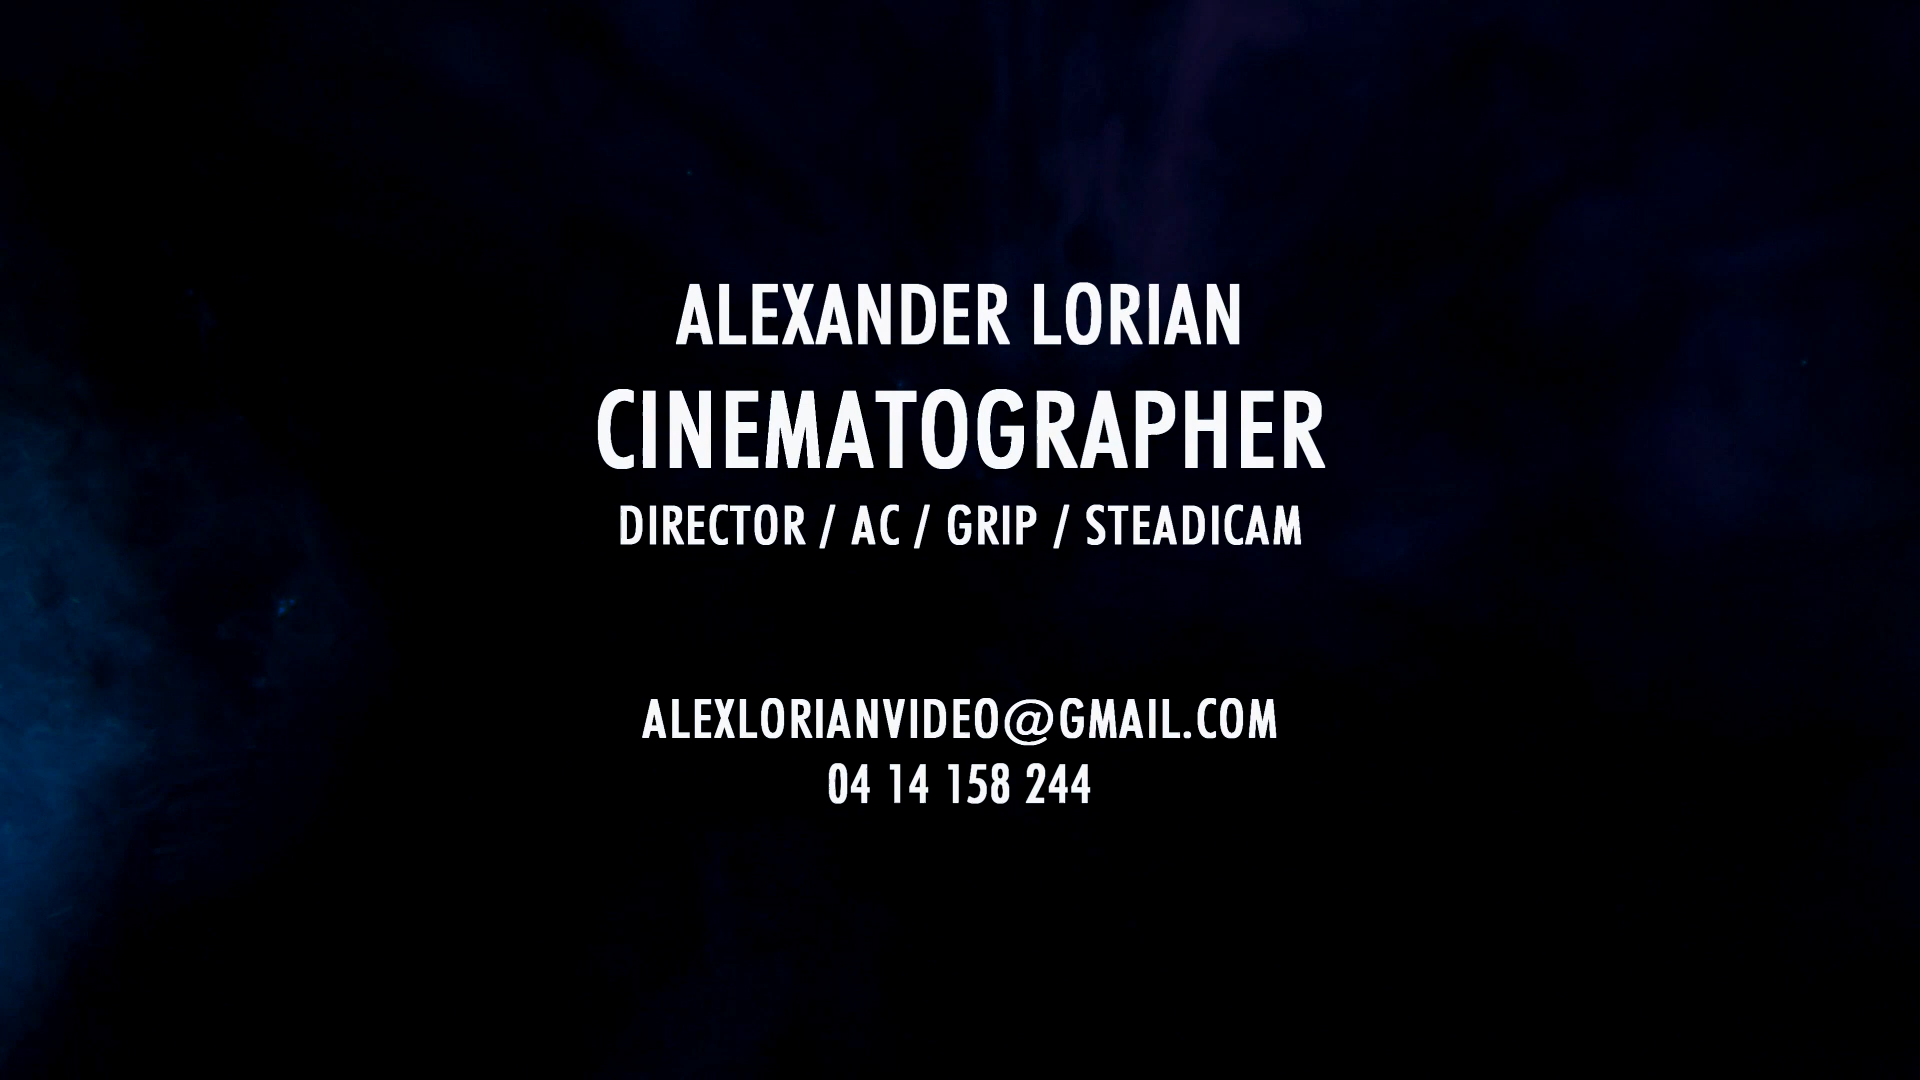 ALEXANDER LORIAN
CINEMATOGRAPHER
DIRECTOR / AC / GRIP / STEADICAM
ALEXLORIANVIDEO@GMAIL.COM
04 14 158 244